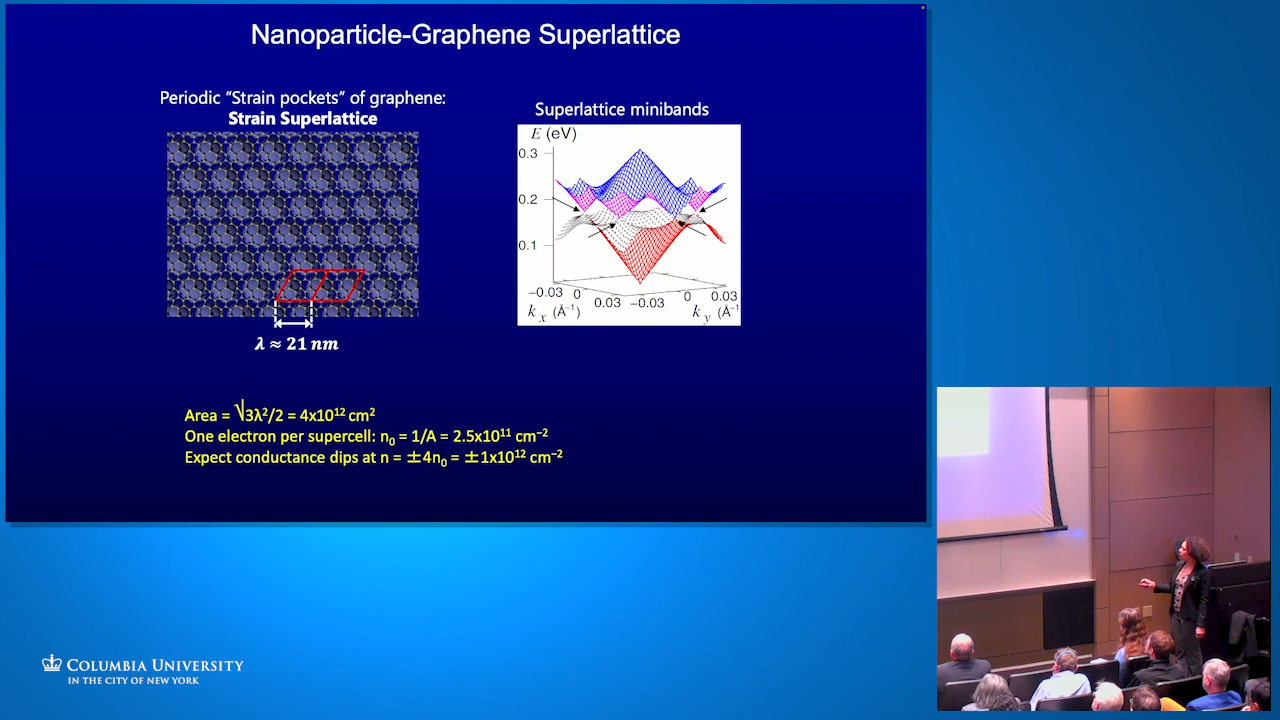 Nanoparticle-Graphene Superlattice
Periodic "Strain pockets" of graphene:
Strain Superlattice
λ ≈ 21 nm
Superlattice minibands
E (eV)
0.3
0.2
0.1
−0.03 0 0.03 −0.03 0 0.03
kx (Å⁻¹) ky (Å⁻¹)
Area = √3λ²/2 = 4x10¹² cm²
One electron per supercell: n₀ = 1/A = 2.5x10¹¹ cm⁻²
Expect conductance dips at n = ±4n₀ = ±1x10¹² cm⁻²
COLUMBIA UNIVERSITY
IN THE CITY OF NEW YORK